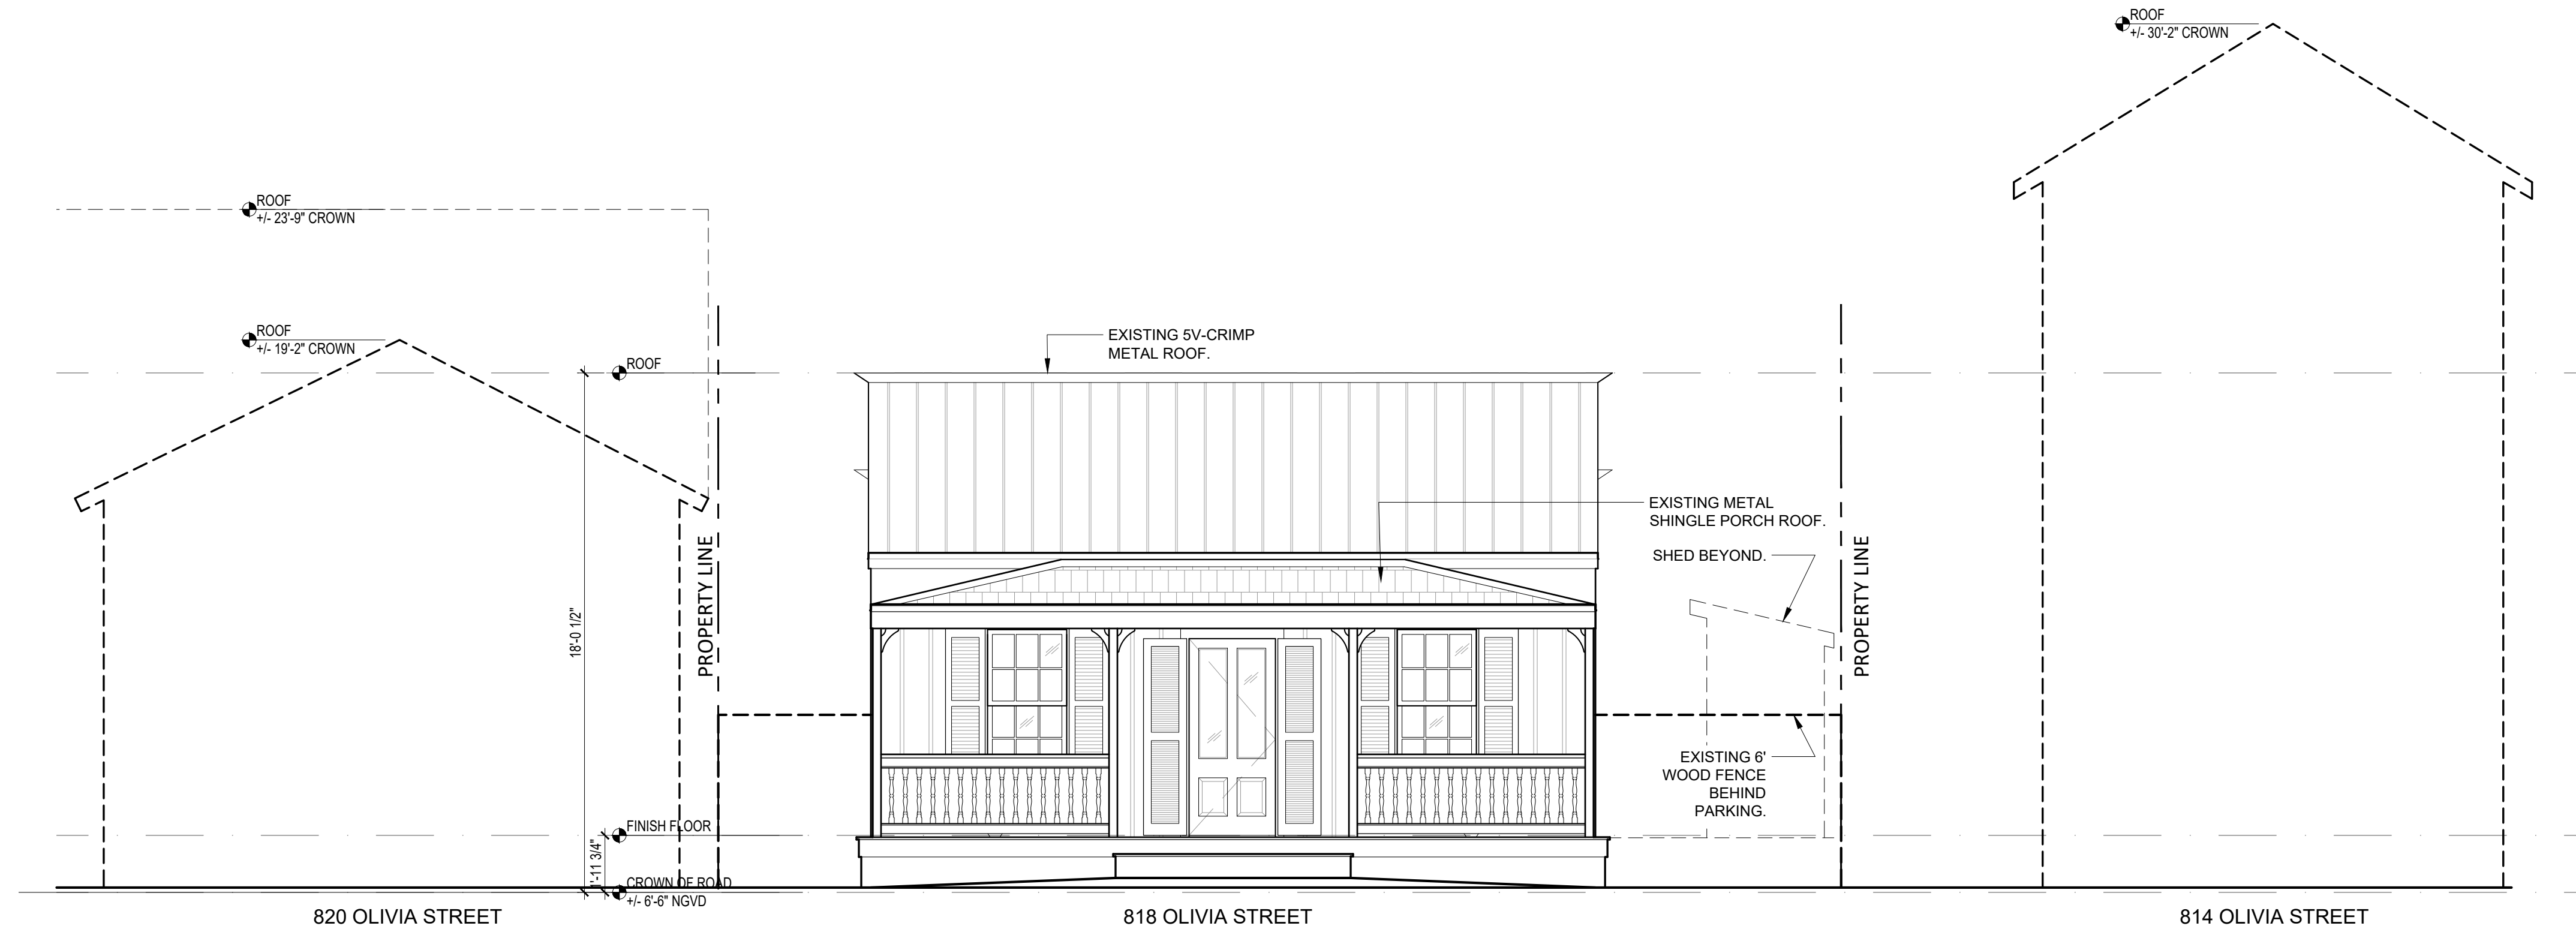 ROOF
+/- 30'-2" CROWN
ROOF
+/- 23'-9" CROWN
ROOF
+/- 19'-2" CROWN
EXISTING 5V-CRIMP
METAL ROOF.
ROOF
EXISTING METAL
SHINGLE PORCH ROOF.
SHED BEYOND.
PROPERTY LINE
PROPERTY LINE
18'-0 1/2"
EXISTING 6'
WOOD FENCE
BEHIND
PARKING.
FINISH FLOOR
1'-11 3/4"
CROWN OF ROAD
+/- 6'-6" NGVD
820 OLIVIA STREET
818 OLIVIA STREET
814 OLIVIA STREET